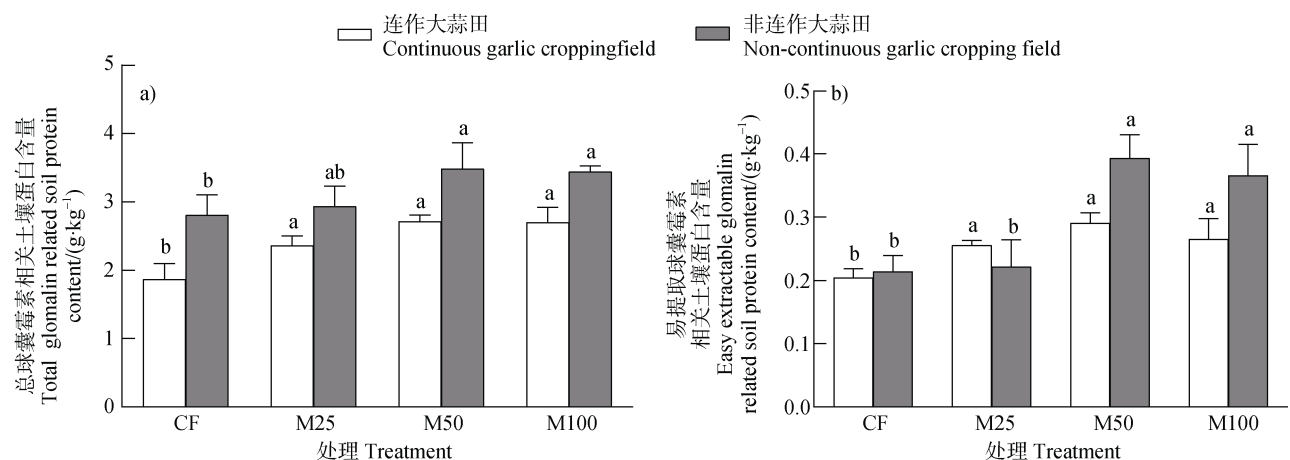 连作大蒜田
Continuous garlic croppingfield
非连作大蒜田
Non-continuous garlic cropping field
总球囊霉素相关土壤蛋白含量
Total glomalin related soil protein
content/(g·kg⁻¹)
a)
5
4
3
2
1
0
b
b
a
ab
a
a
a
a
CF
M25
M50
M100
处理 Treatment
易提取球囊霉素
相关土壤蛋白含量
Easy extractable glomalin
related soil protein content/(g·kg⁻¹)
b)
0.5
0.4
0.3
0.2
0.1
0.0
b
b
a
b
a
a
a
a
CF
M25
M50
M100
处理 Treatment